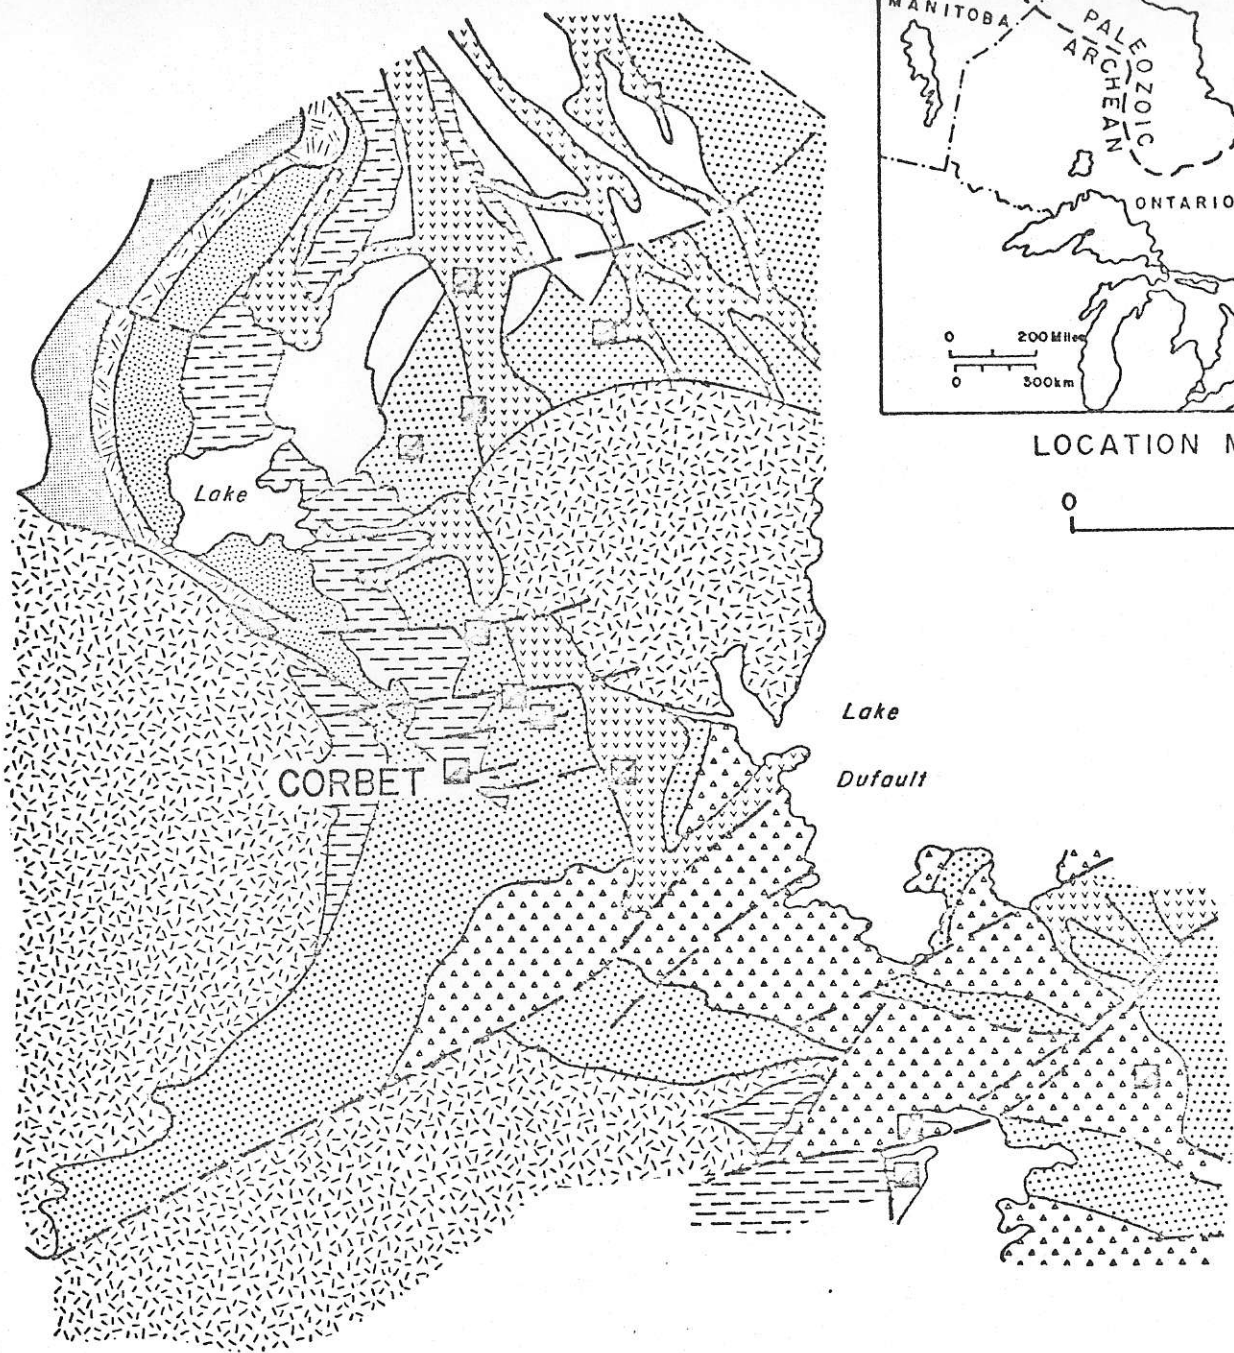 MANITOBA
PALEOZOIC
ARCHEAN
ONTARIO
0 200 Miles
0 300km
LOCATION M
0
Lake
Lake
Dufault
CORBET